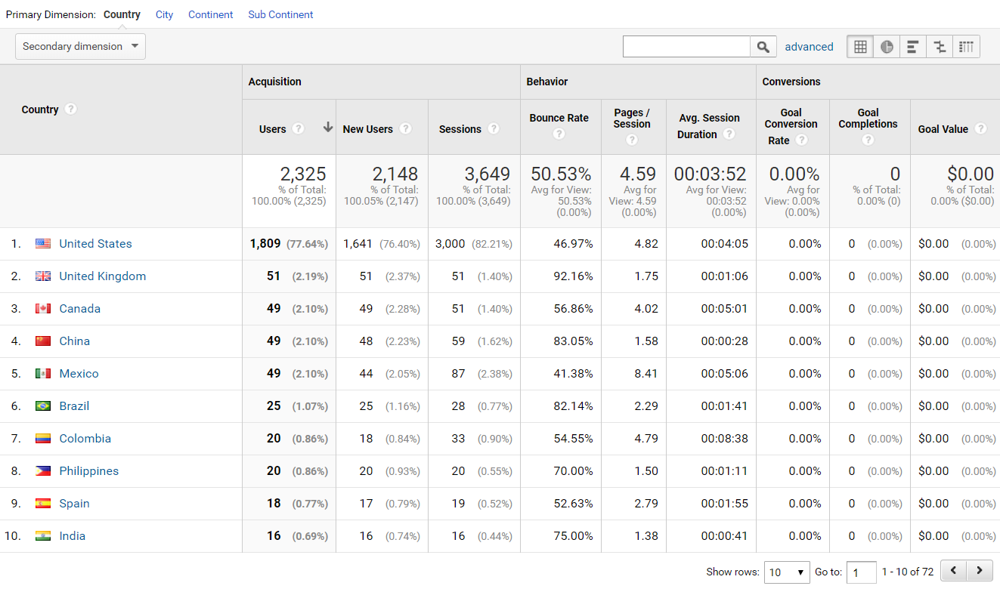 Primary Dimension: Country City Continent Sub Continent
Secondary dimension advanced
Acquisition Behavior Conversions
Country ? Users ? New Users ? Sessions ? Bounce Rate ? Pages / Session ? Avg. Session Duration ? Goal Conversion Rate ? Goal Completions ? Goal Value ?
2,325 2,148 3,649 50.53% 4.59 00:03:52 0.00% 0 $0.00
% of Total: 100.00% (2,325) % of Total: 100.05% (2,147) % of Total: 100.00% (3,649) Avg for View: 50.53% (0.00%) Avg for View: 4.59 (0.00%) Avg for View: 00:03:52 (0.00%) Avg for View: 0.00% (0.00%) % of Total: 0.00% (0) % of Total: 0.00% ($0.00)
1. United States 1,809 (77.64%) 1,641 (76.40%) 3,000 (82.21%) 46.97% 4.82 00:04:05 0.00% 0 (0.00%) $0.00 (0.00%)
2. United Kingdom 51 (2.19%) 51 (2.37%) 51 (1.40%) 92.16% 1.75 00:01:06 0.00% 0 (0.00%) $0.00 (0.00%)
3. Canada 49 (2.10%) 49 (2.28%) 51 (1.40%) 56.86% 4.02 00:05:01 0.00% 0 (0.00%) $0.00 (0.00%)
4. China 49 (2.10%) 48 (2.23%) 59 (1.62%) 83.05% 1.58 00:00:28 0.00% 0 (0.00%) $0.00 (0.00%)
5. Mexico 49 (2.10%) 44 (2.05%) 87 (2.38%) 41.38% 8.41 00:05:06 0.00% 0 (0.00%) $0.00 (0.00%)
6. Brazil 25 (1.07%) 25 (1.16%) 28 (0.77%) 82.14% 2.29 00:01:41 0.00% 0 (0.00%) $0.00 (0.00%)
7. Colombia 20 (0.86%) 18 (0.84%) 33 (0.90%) 54.55% 4.79 00:08:38 0.00% 0 (0.00%) $0.00 (0.00%)
8. Philippines 20 (0.86%) 20 (0.93%) 20 (0.55%) 70.00% 1.50 00:01:11 0.00% 0 (0.00%) $0.00 (0.00%)
9. Spain 18 (0.77%) 17 (0.79%) 19 (0.52%) 52.63% 2.79 00:01:55 0.00% 0 (0.00%) $0.00 (0.00%)
10. India 16 (0.69%) 16 (0.74%) 16 (0.44%) 75.00% 1.38 00:00:41 0.00% 0 (0.00%) $0.00 (0.00%)
Show rows: 10 Go to: 1 1 - 10 of 72